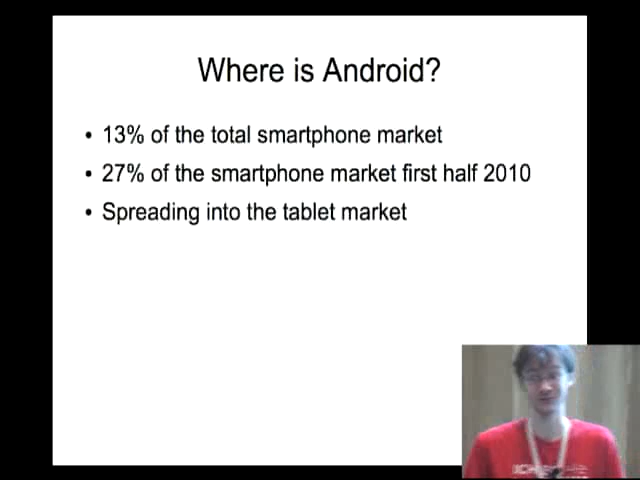 Where is Android?
• 13% of the total smartphone market
• 27% of the smartphone market first half 2010
• Spreading into the tablet market